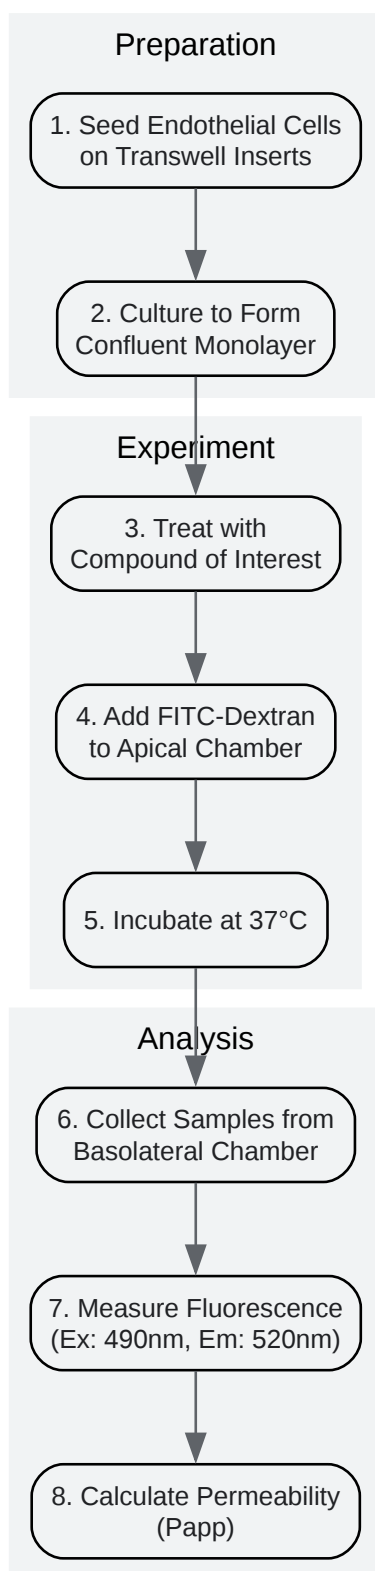 Preparation
1. Seed Endothelial Cells
on Transwell Inserts
2. Culture to Form
Confluent Monolayer
Experiment
3. Treat with
Compound of Interest
4. Add FITC-Dextran
to Apical Chamber
5. Incubate at 37°C
Analysis
6. Collect Samples from
Basolateral Chamber
7. Measure Fluorescence
(Ex: 490nm, Em: 520nm)
8. Calculate Permeability
(Papp)